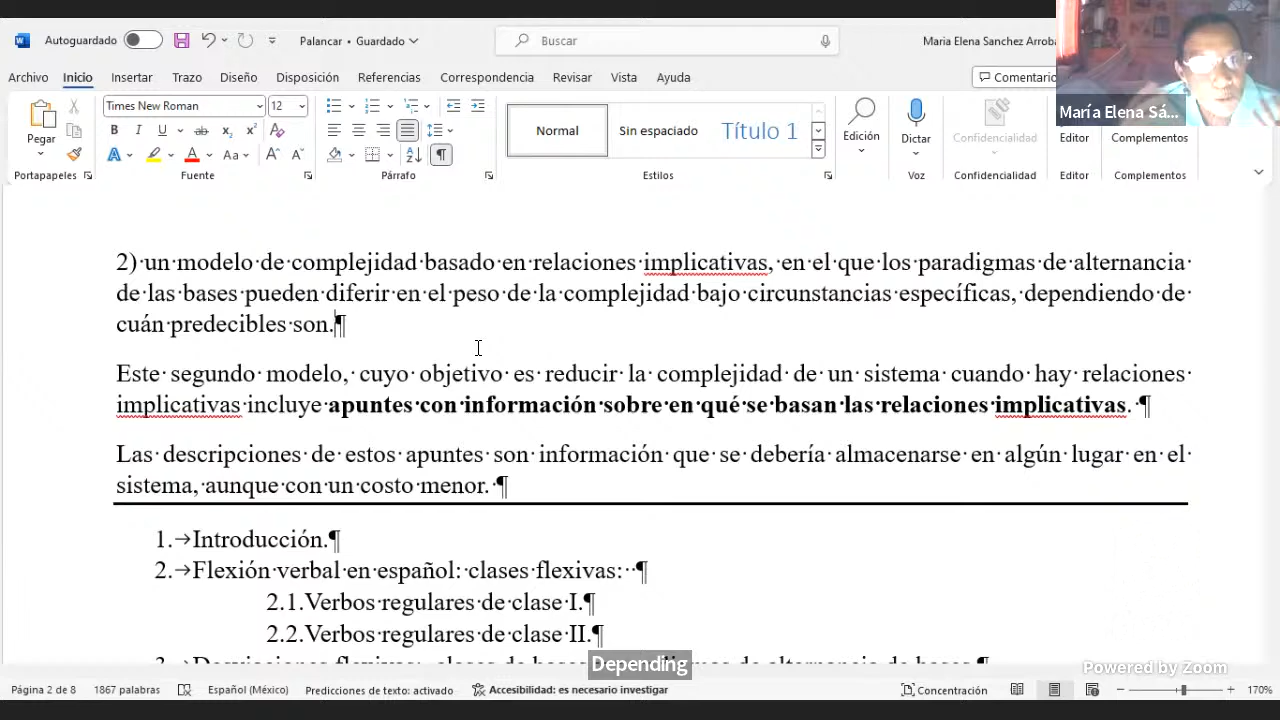 Autoguardado
Palancar • Guardado
Buscar
Maria Elena Sanchez Arroba
Archivo Inicio Insertar Trazo Diseño Disposición Referencias Correspondencia Revisar Vista Ayuda
Comentario
María Elena Sá...
Times New Roman 12
Pegar
Normal
Sin espaciado
Título 1
Edición
Dictar
Confidencialidad
Editor
Complementos
Portapapeles Fuente Párrafo Estilos Voz Confidencialidad Editor Complementos
2) un modelo de complejidad basado en relaciones implicativas, en el que los paradigmas de alternancia
de las bases pueden diferir en el peso de la complejidad bajo circunstancias específicas, dependiendo de
cuán predecibles son.¶
Este segundo modelo, cuyo objetivo es reducir la complejidad de un sistema cuando hay relaciones
implicativas incluye apuntes con información sobre en qué se basan las relaciones implicativas. ¶
Las descripciones de estos apuntes son información que se debería almacenarse en algún lugar en el
sistema, aunque con un costo menor. ¶
1.→Introducción.¶
2.→Flexión verbal en español: clases flexivas: ¶
2.1.Verbos regulares de clase I.¶
2.2.Verbos regulares de clase II.¶
Depending
Powered by Zoom
Página 2 de 8 1867 palabras Español (México) Predicciones de texto: activado Accesibilidad: es necesario investigar Concentración 170%